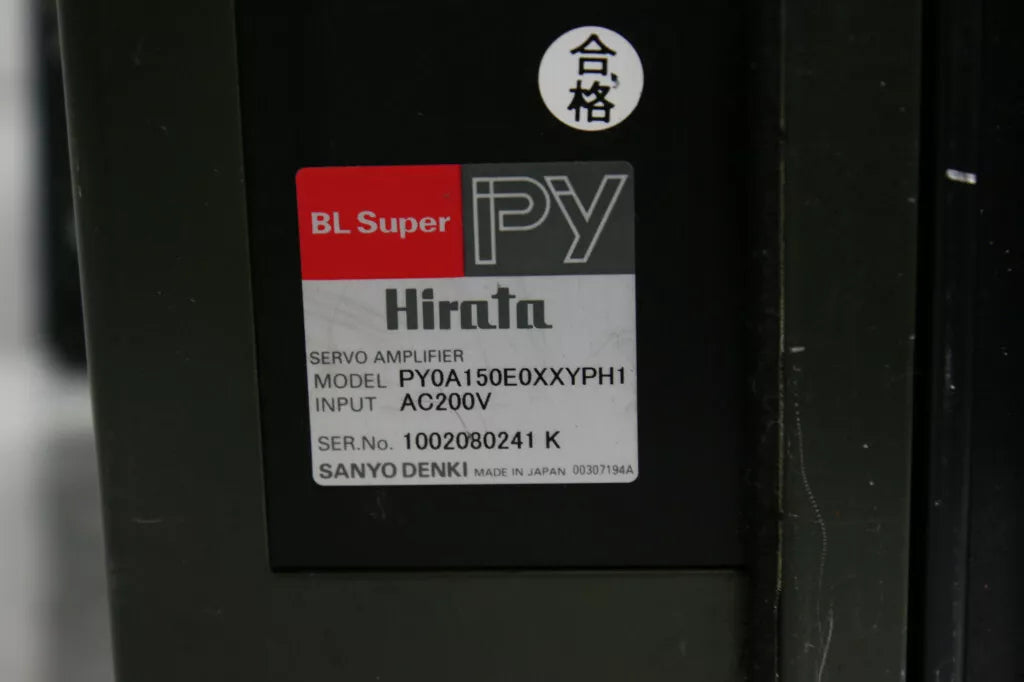 合
格
BL Super PY
Hirata
SERVO AMPLIFIER
MODEL PY0A150E0XXYPH1
INPUT AC200V
SER.No. 1002080241 K
SANYO DENKI MADE IN JAPAN 00307194A